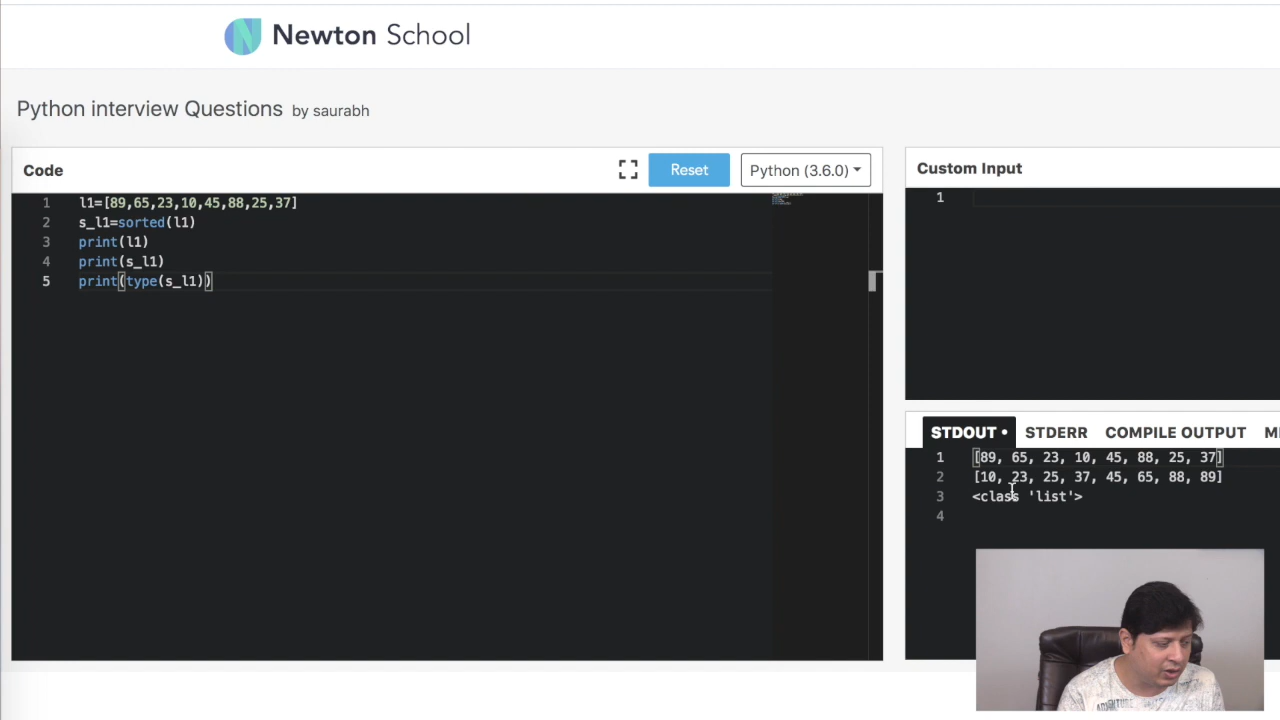 Newton School
Python interview Questions by saurabh
Code
Reset
Python (3.6.0)
1 l1=[89,65,23,10,45,88,25,37]
2 s_l1=sorted(l1)
3 print(l1)
4 print(s_l1)
5 print(type(s_l1))
Custom Input
1
STDOUT • STDERR COMPILE OUTPUT
1 [89, 65, 23, 10, 45, 88, 25, 37]
2 [10, 23, 25, 37, 45, 65, 88, 89]
3 <class 'list'>
4
ADVENTURE